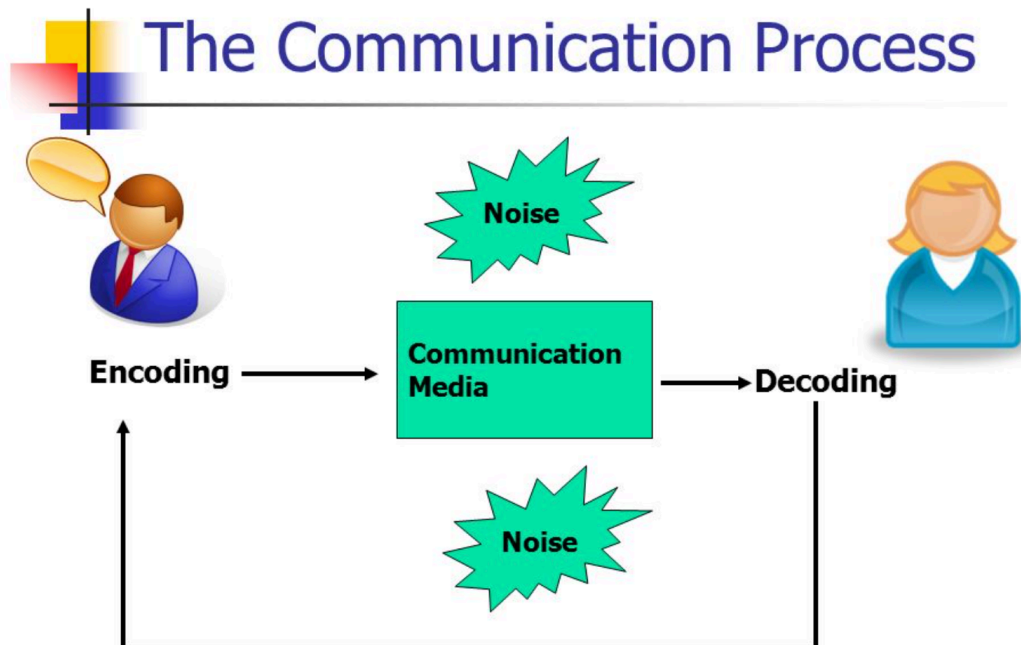 The Communication Process
Noise
Encoding
Communication
Media
Decoding
Noise